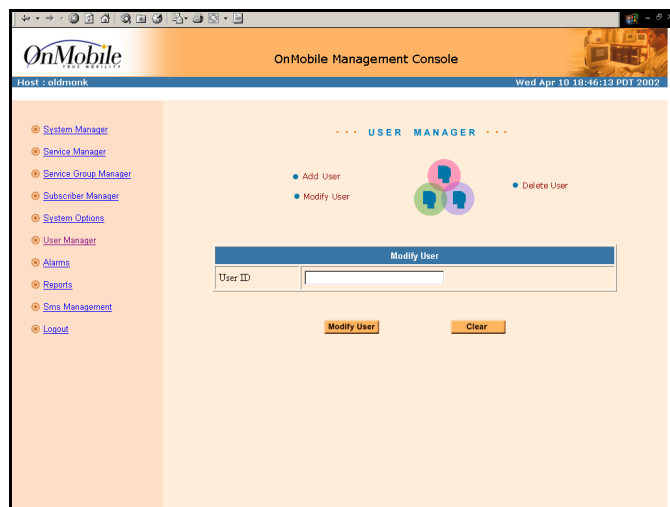 OnMobile
TRUE MOBILITY
OnMobile Management Console
Host : oldmonk
Wed Apr 10 18:46:13 PDT 2002
System Manager
Service Manager
Service Group Manager
Subscriber Manager
System Options
User Manager
Alarms
Reports
Sms Management
Logout
--- USER MANAGER ---
Add User
Modify User
Delete User
Modify User
User ID
Modify User
Clear